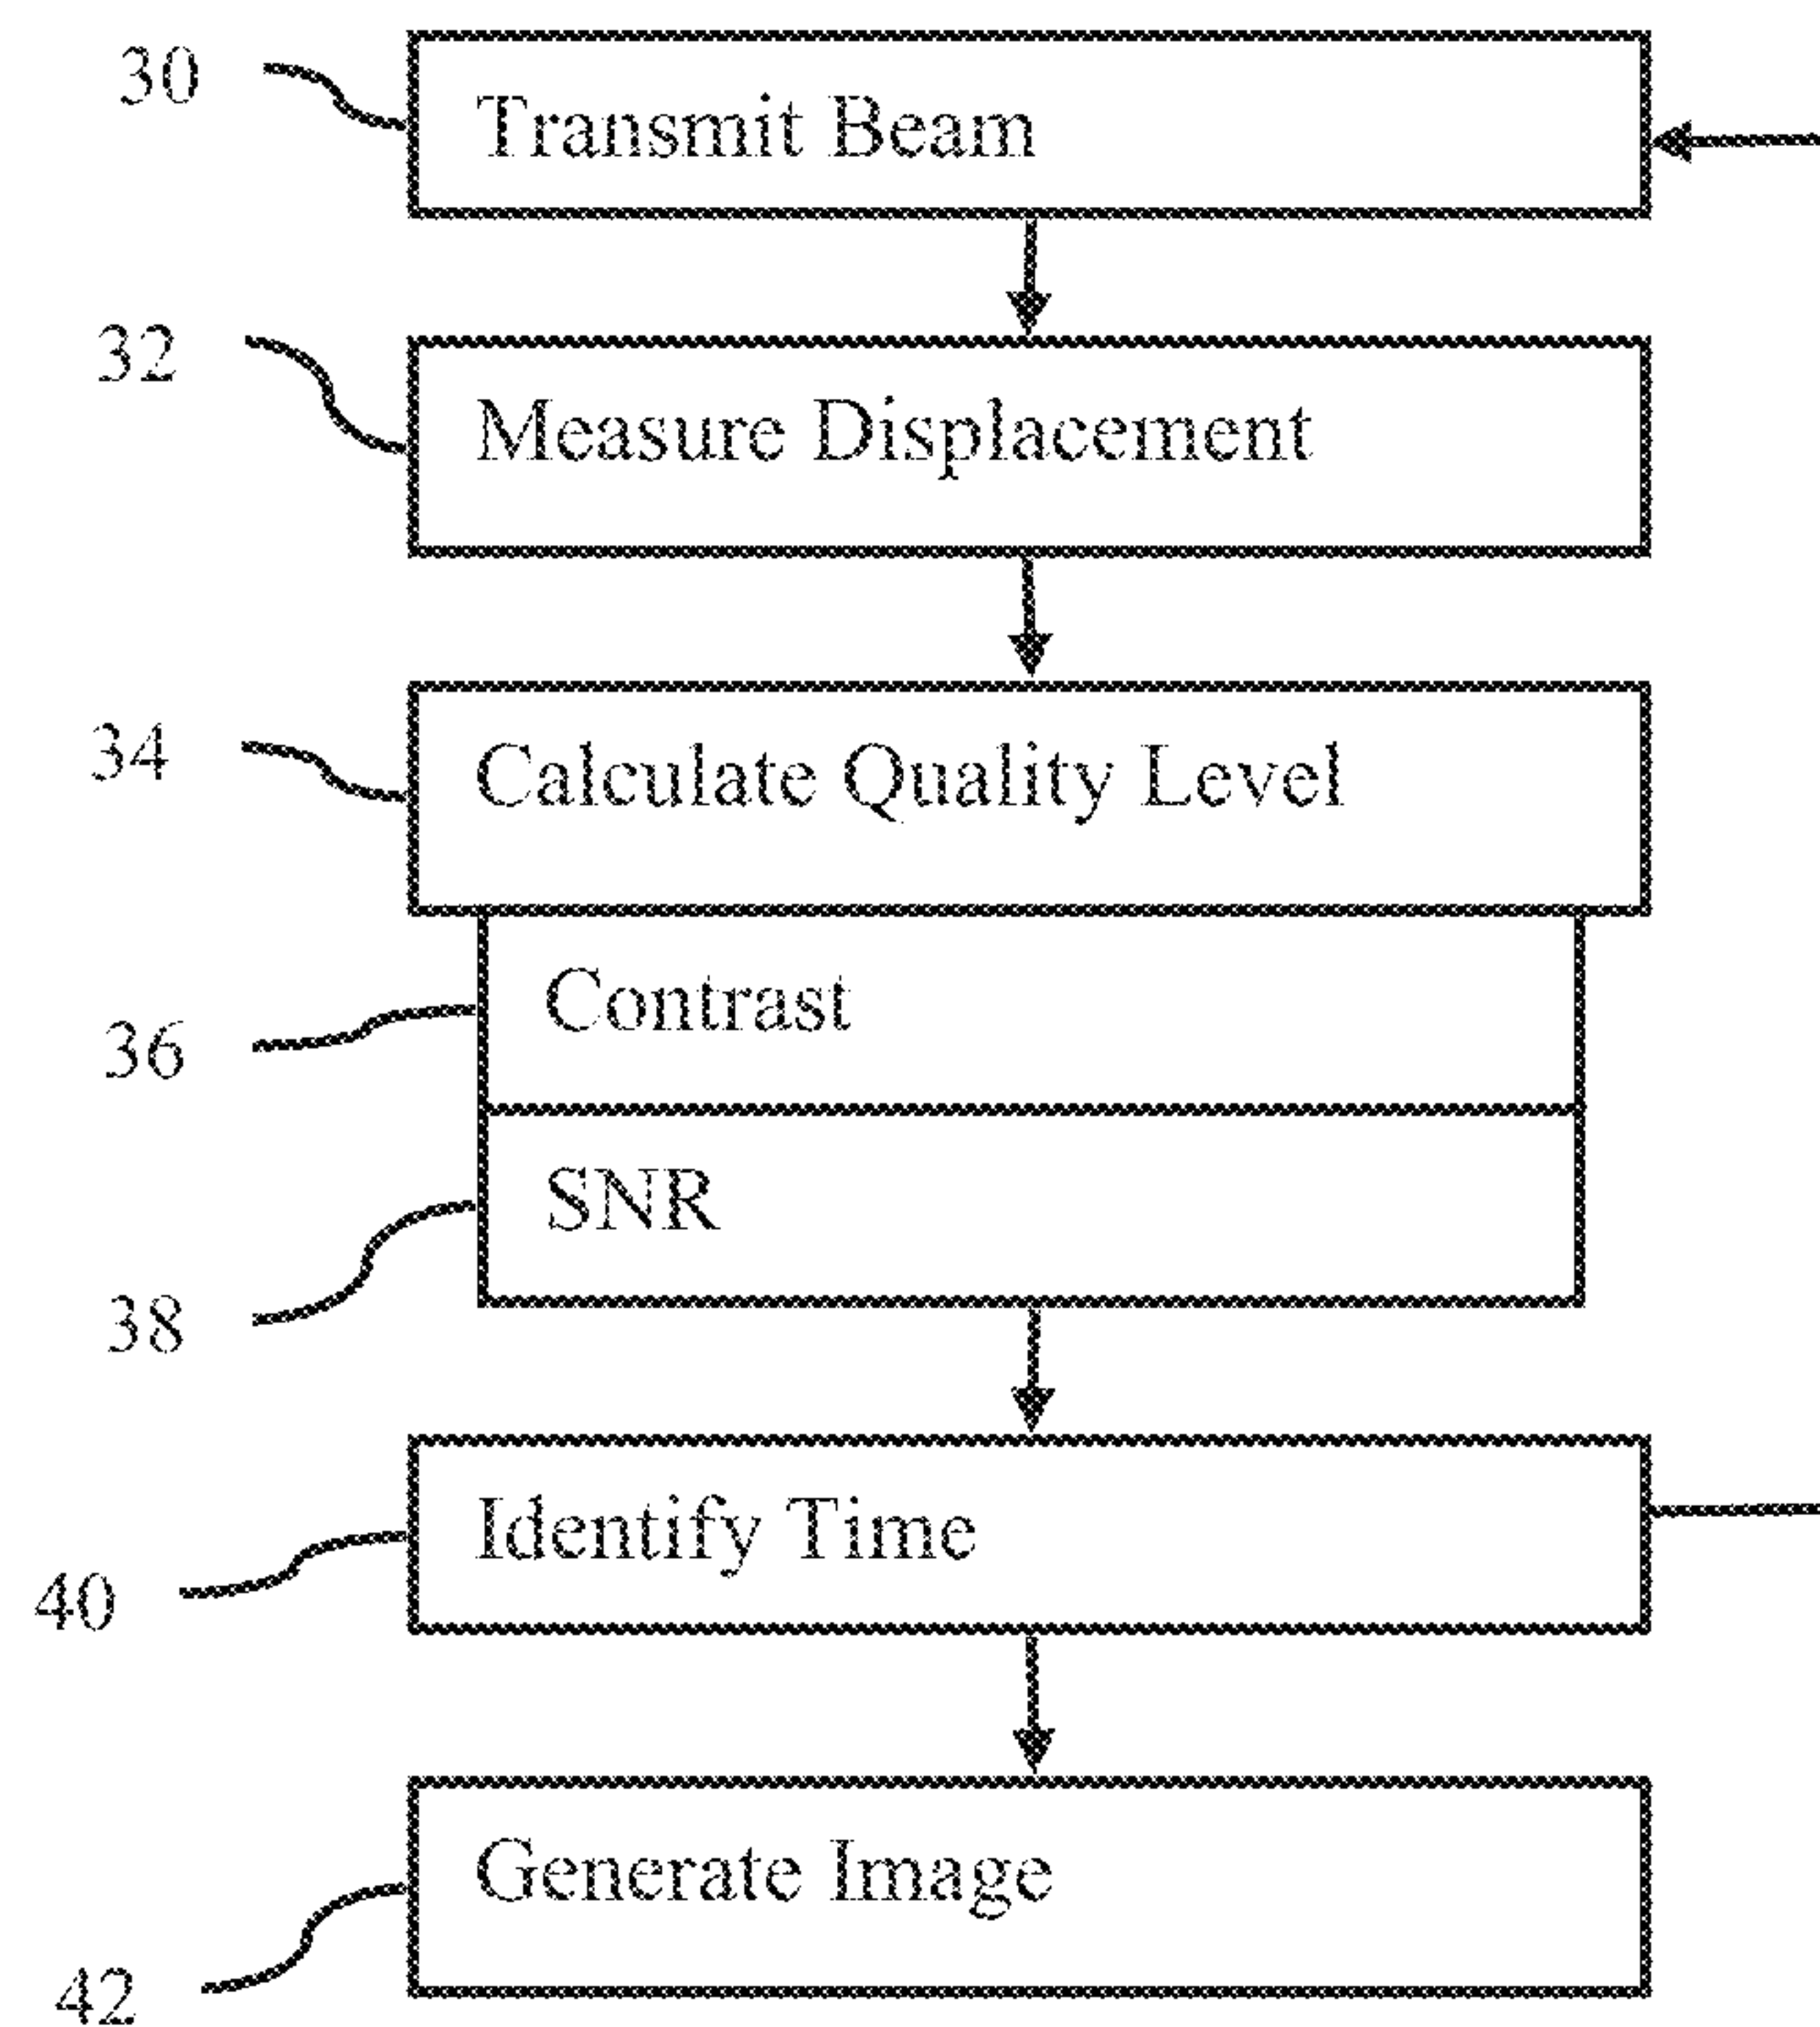 30
Transmit Beam
32
Measure Displacement
34
Calculate Quality Level
Contrast
36
SNR
38
Identify Time
40
Generate Image
42